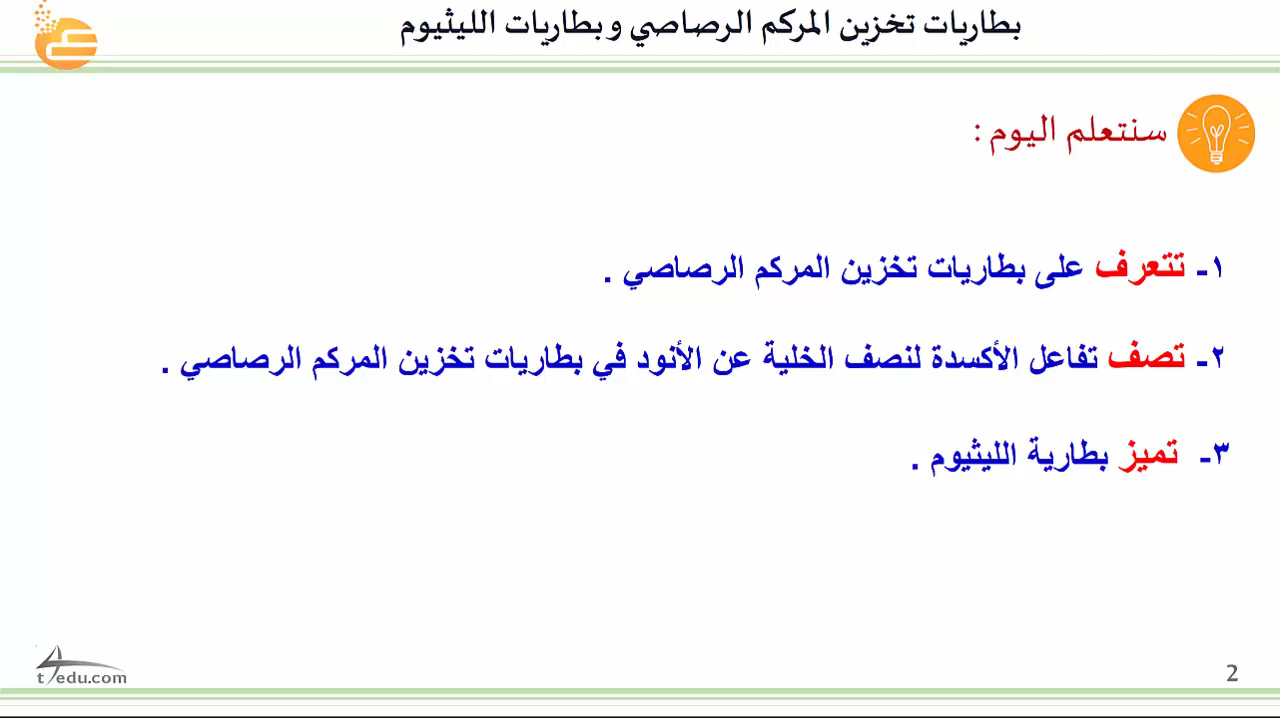 بطاريات تخزين المركم الرصاصي و بطاريات الليثيوم
سنتعلم اليوم :
١- تتعرف على بطاريات تخزين المركم الرصاصي .
٢- تصف تفاعل الأكسدة لنصف الخلية عن الأنود في بطاريات تخزين المركم الرصاصي .
٣- تميز بطارية الليثيوم .
t4edu.com
2